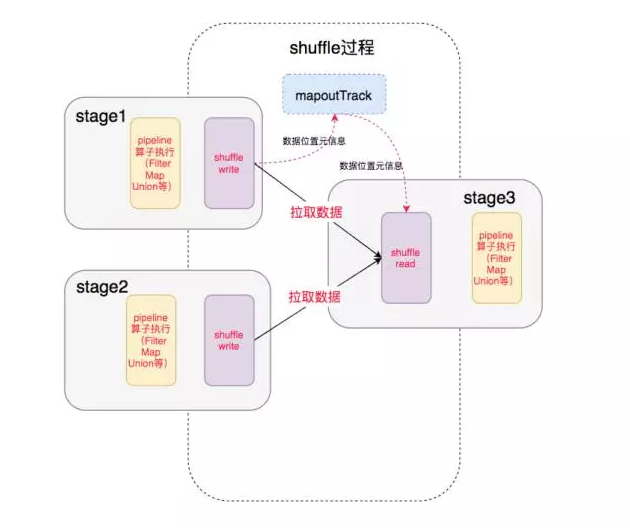 shuffle过程
mapoutTrack
stage1
pipeline
算子执行
（Filter
Map
Union等）
shuffle
write
数据位置元信息
数据位置元信息
拉取数据
stage3
shuffle
read
pipeline
算子执行
（Filter
Map
Union等）
stage2
pipeline
算子执行
（Filter
Map
Union等）
shuffle
write
拉取数据